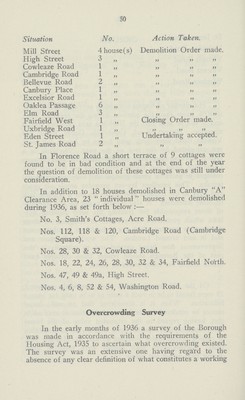 50
Situation No. Action Taken.
Mill Street 4 house(s) Demolition Order made.
High Street 3 ,, ,, ,, ,,
Cowleaze Road 1 ,, ,, ,, ,,
Cambridge Road 1 ,, ,, ,, ,,
Bellevue Road 2 ,, ,, ,, ,,
Canbury Place 1 ,, ,, ,, ,,
Excelsior Road 1 ,, ,, ,, ,,
Oaklea Passage 6 ,, ,, ,, ,,
Elm Road 3 ,, ,, ,, ,,
Fairfield West 1 ,, Closing Order made.
Uxbridge Road 1 ,, ,, ,, ,,
Eden Street 1 ,, Undertaking accepted.
St. James Road 2 ,, ,, ,,
In Florence Road a short terrace of 9 cottages were
found to be in bad condition and at the end of the year
the question of demolition of these cottages was still under
consideration.
In addition to 18 houses demolished in Canbury "A"
Clearance Area, 23 "individual" houses were demolished
during 1936, as set forth below :—
No. 3, Smith's Cottages, Acre Road.
Nos. 112, 118 & 120, Cambridge Road (Cambridge
Square).
Nos. 28, 30 & 32, Cowleaze Road.
Nos. 18, 22, 24, 26, 28, 30, 32 & 34, Fairfield North.
Nos. 47, 49 & 49a, High Street.
Nos. 4, 6, 8, 52 & 54, Washington Road.
Overcrowding Survey
In the early months of 1936 a survey of the Borough
was made in accordance with the requirements of the
Housing Act, 1935 to ascertain what overcrowding existed.
The survey was an extensive one having regard to the
absence of any clear definition of what constitutes a working